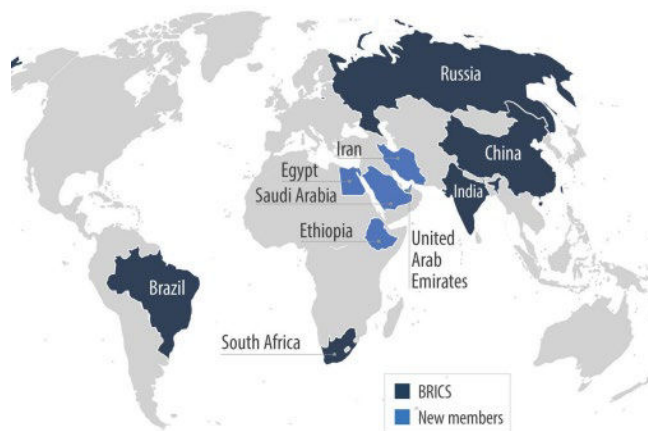 Russia
China
India
Iran
Egypt
Saudi Arabia
Ethiopia
United
Arab
Emirates
Brazil
South Africa
BRICS
New members